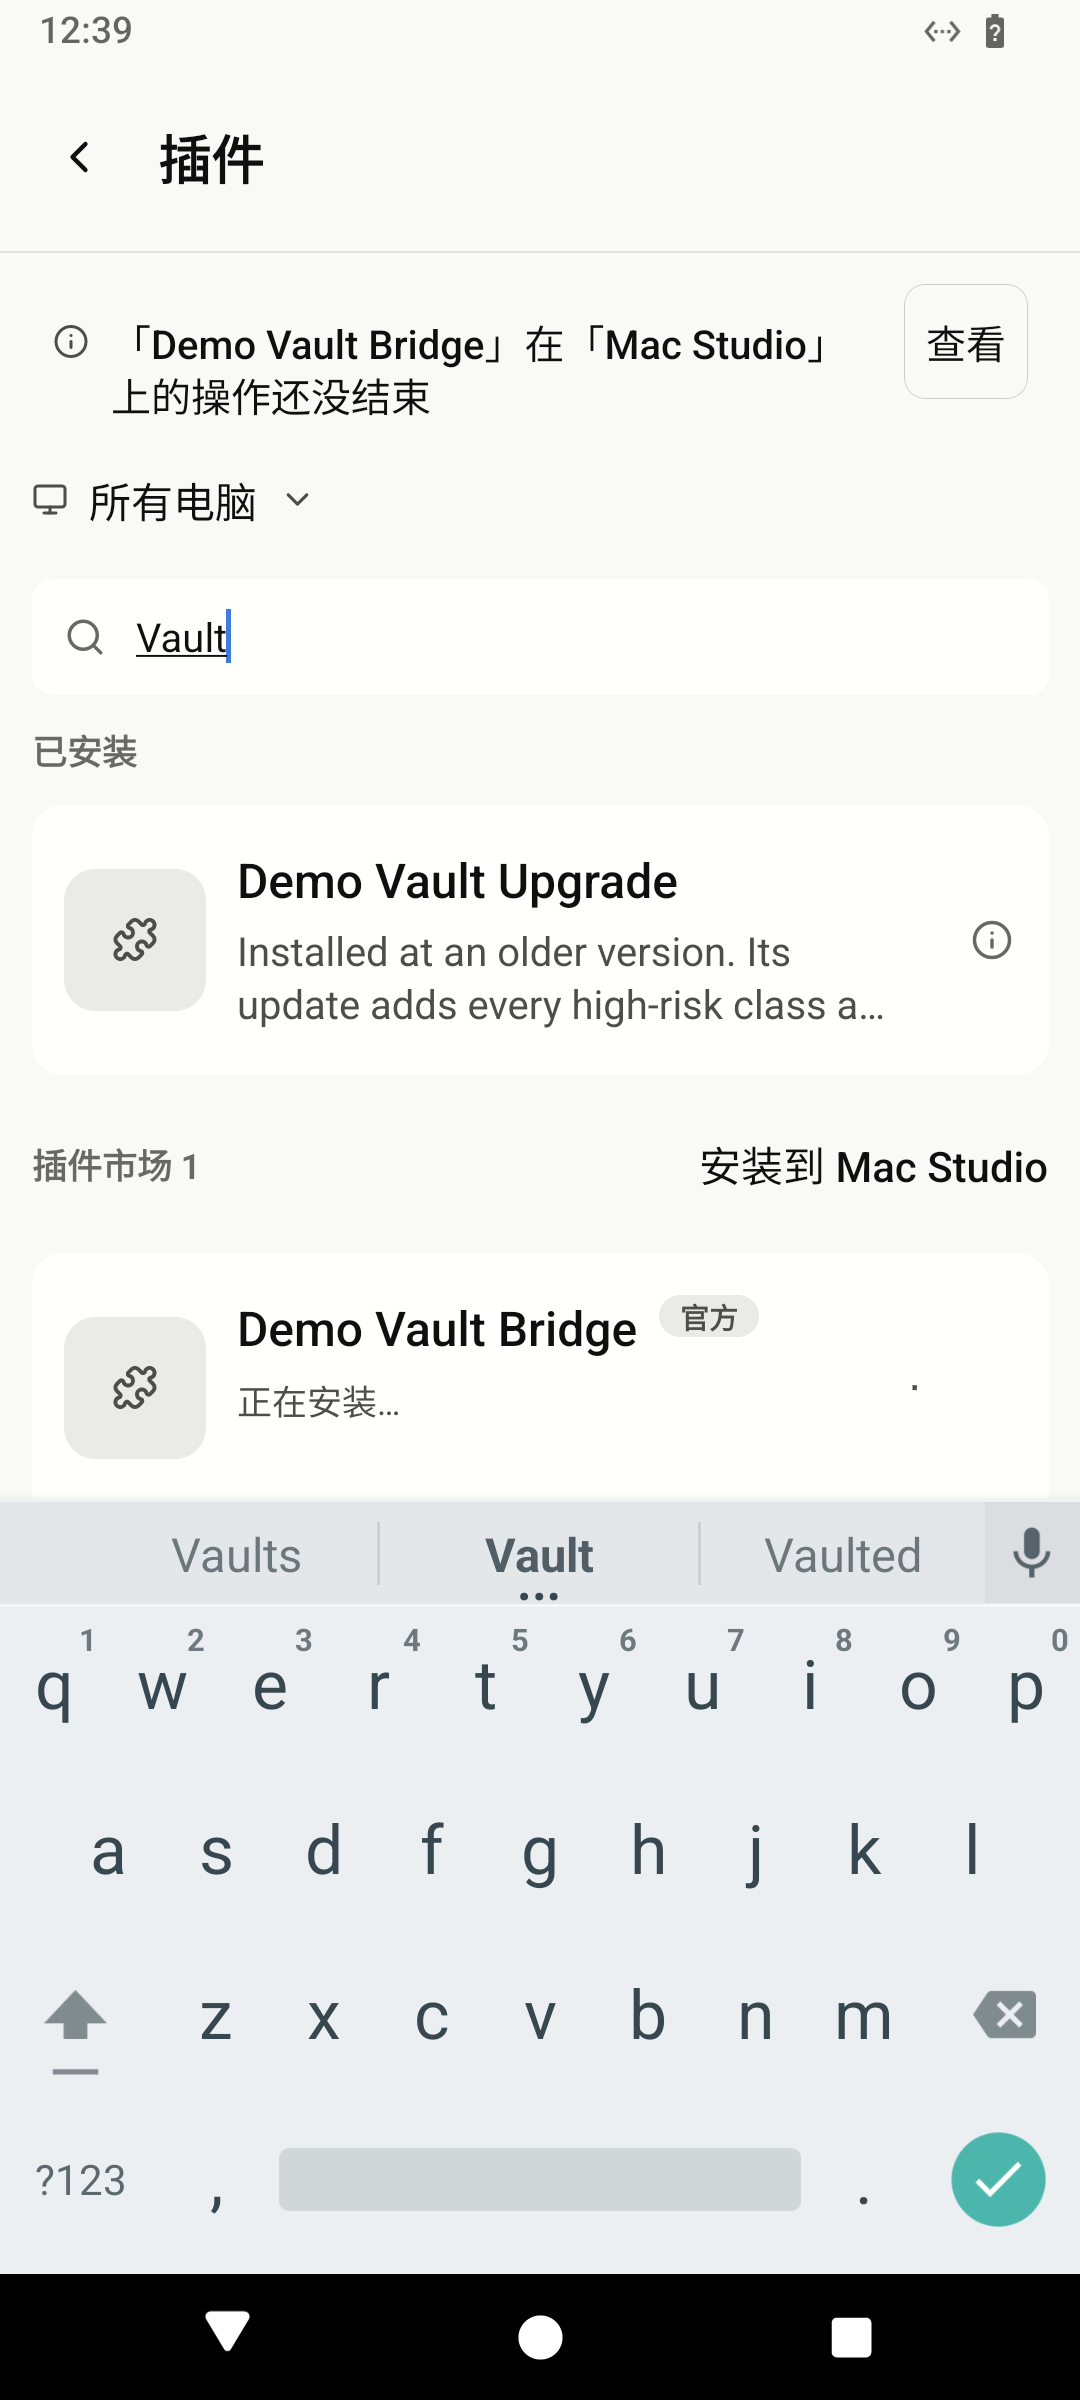 12:39
插件
「Demo Vault Bridge」在「Mac Studio」
上的操作还没结束
查看
所有电脑
Vault
已安装
Demo Vault Upgrade
Installed at an older version. Its
update adds every high-risk class a…
插件市场 1
安装到 Mac Studio
Demo Vault Bridge
官方
正在安装…
Vaults
Vault
Vaulted
1 2 3 4 5 6 7 8 9 0
q w e r t y u i o p
a s d f g h j k l
z x c v b n m
?123 , .